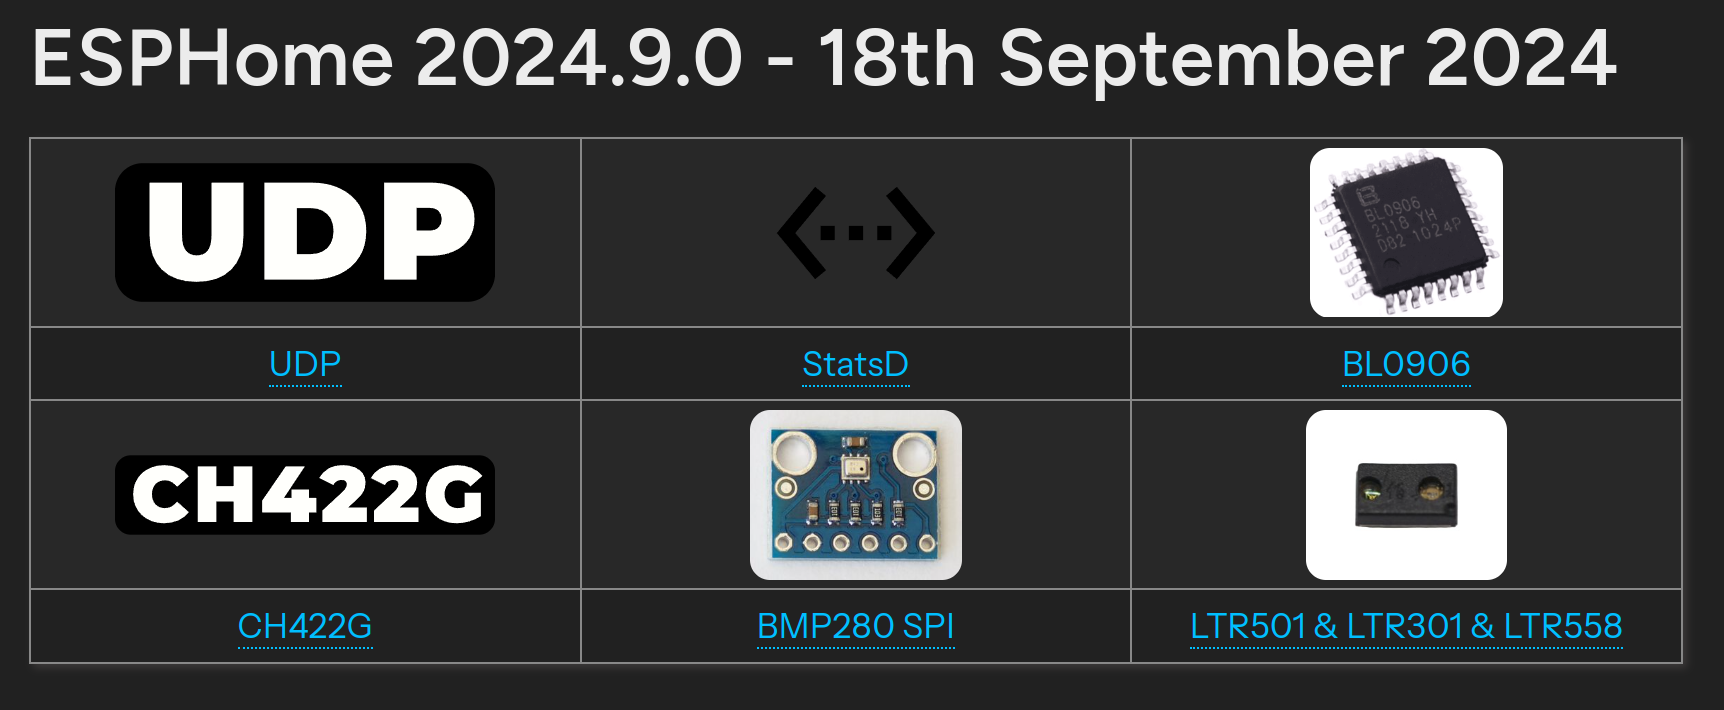 ESPHome 2024.9.0 - 18th September 2024
UDP
BL0906
2118 YH
D82 1024P
UDP
StatsD
BL0906
CH422G
CH422G
BMP280 SPI
LTR501 & LTR301 & LTR558